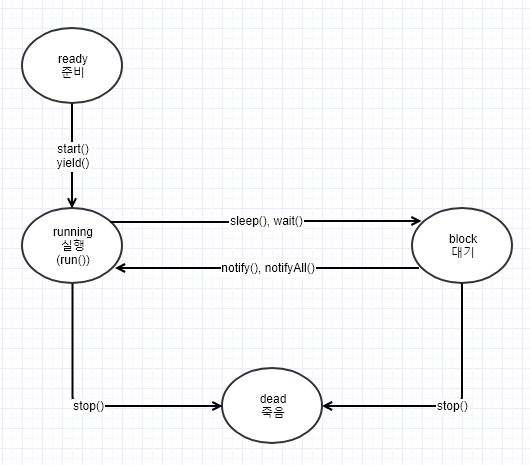 ready
준비
start()
yield()
running
실행
(run())
sleep(), wait()
block
대기
notify(), notifyAll()
stop()
dead
죽음
stop()